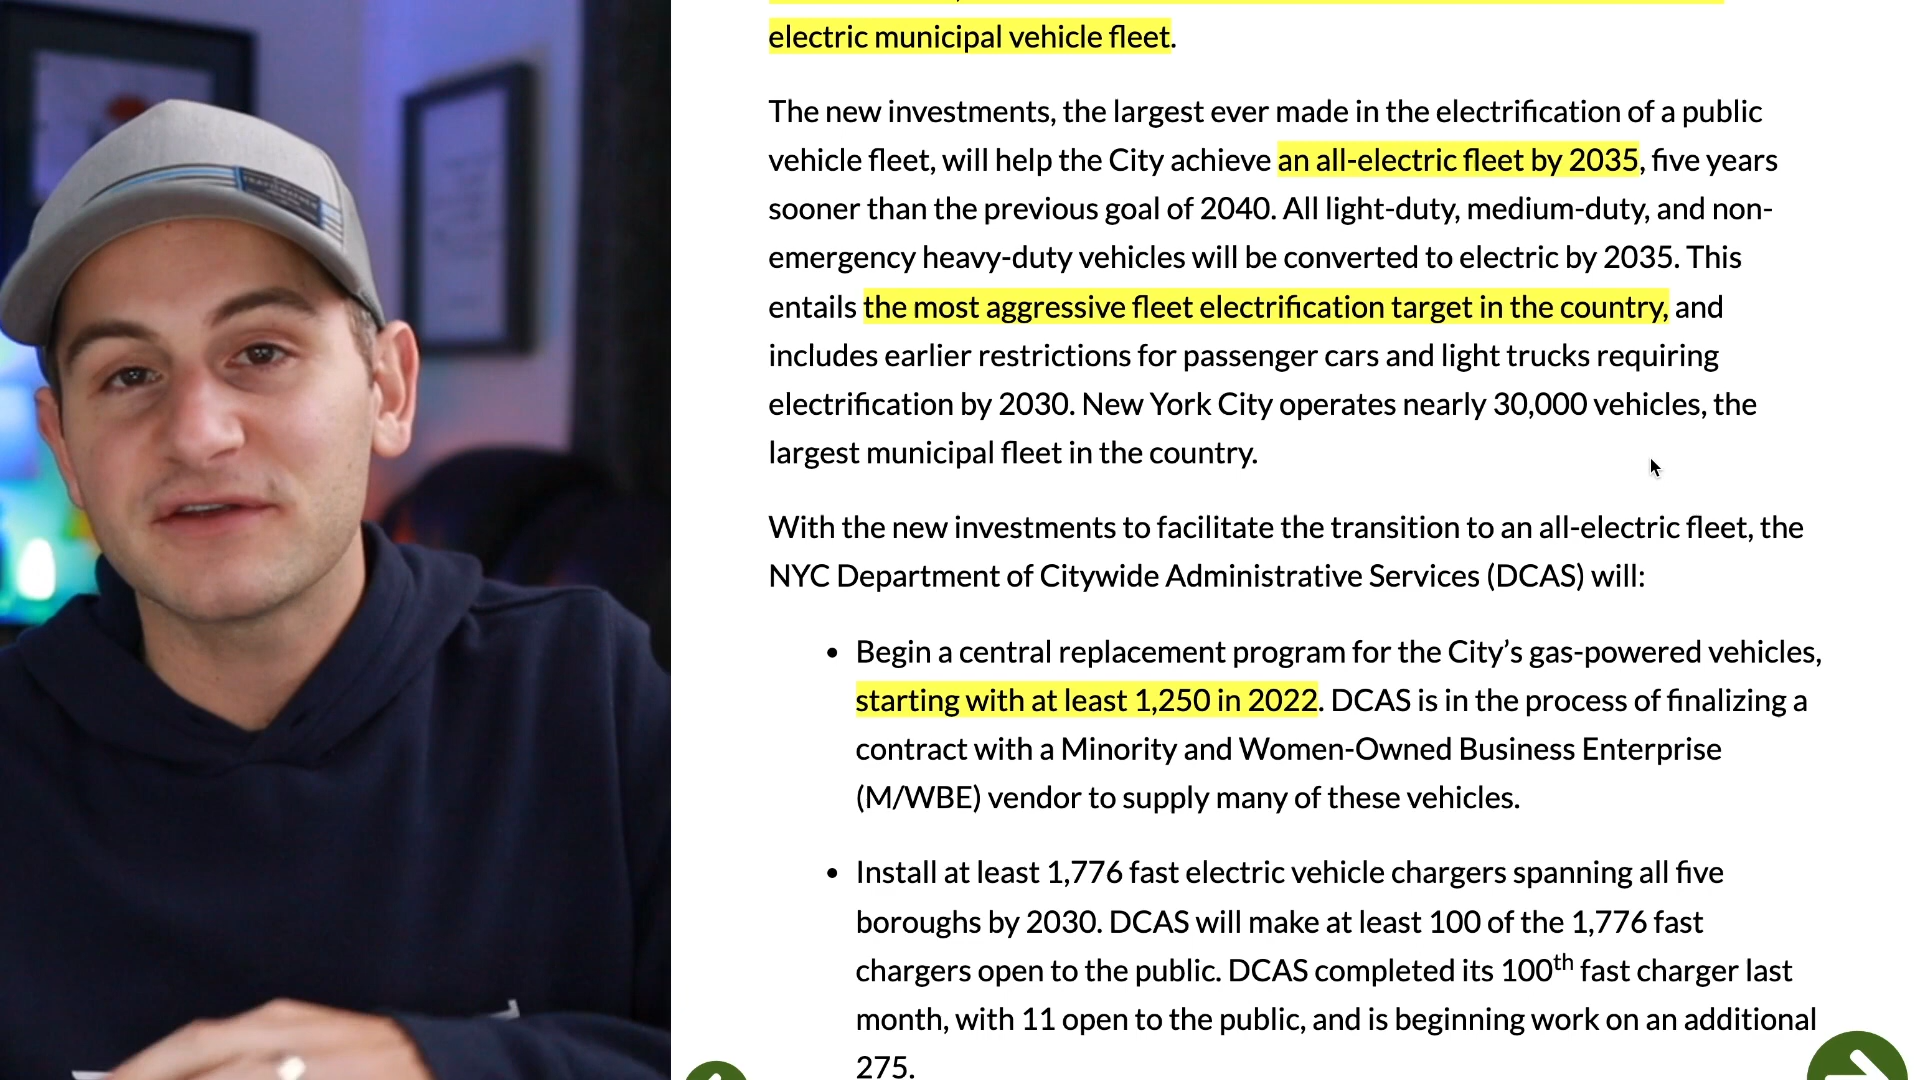 electric municipal vehicle fleet.
The new investments, the largest ever made in the electrification of a public
vehicle fleet, will help the City achieve an all-electric fleet by 2035, five years
sooner than the previous goal of 2040. All light-duty, medium-duty, and non-
emergency heavy-duty vehicles will be converted to electric by 2035. This
entails the most aggressive fleet electrification target in the country, and
includes earlier restrictions for passenger cars and light trucks requiring
electrification by 2030. New York City operates nearly 30,000 vehicles, the
largest municipal fleet in the country.
With the new investments to facilitate the transition to an all-electric fleet, the
NYC Department of Citywide Administrative Services (DCAS) will:
• Begin a central replacement program for the City’s gas-powered vehicles,
starting with at least 1,250 in 2022. DCAS is in the process of finalizing a
contract with a Minority and Women-Owned Business Enterprise
(M/WBE) vendor to supply many of these vehicles.
• Install at least 1,776 fast electric vehicle chargers spanning all five
boroughs by 2030. DCAS will make at least 100 of the 1,776 fast
chargers open to the public. DCAS completed its 100th fast charger last
month, with 11 open to the public, and is beginning work on an additional
275.